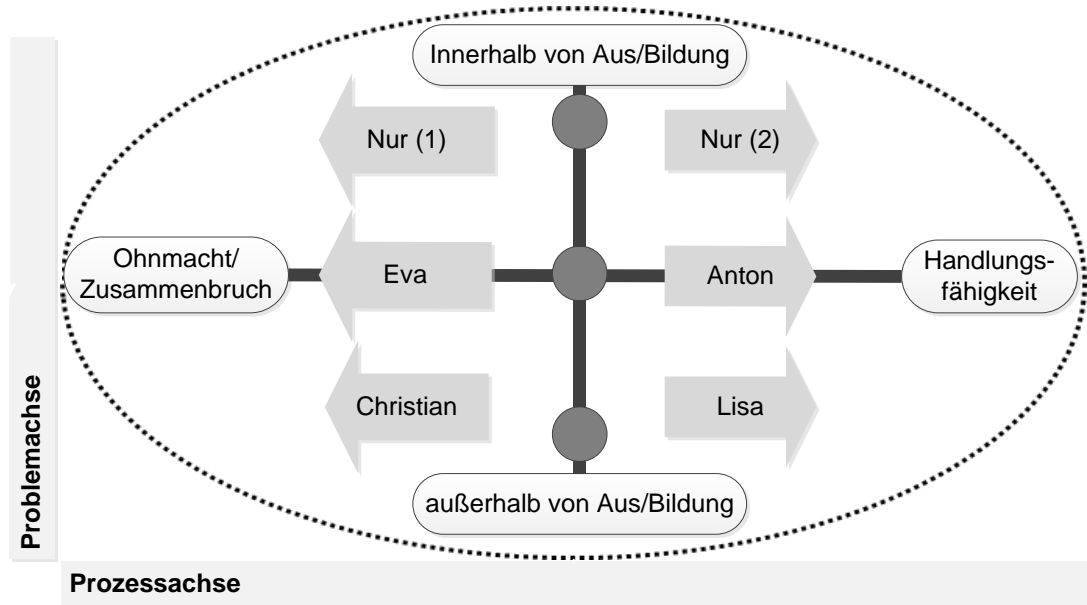 Innerhalb von Aus/Bildung
Nur (1)
Nur (2)
Ohnmacht/
Zusammenbruch
Eva
Anton
Handlungs-
fähigkeit
Christian
Lisa
außerhalb von Aus/Bildung
Problemachse
Prozessachse